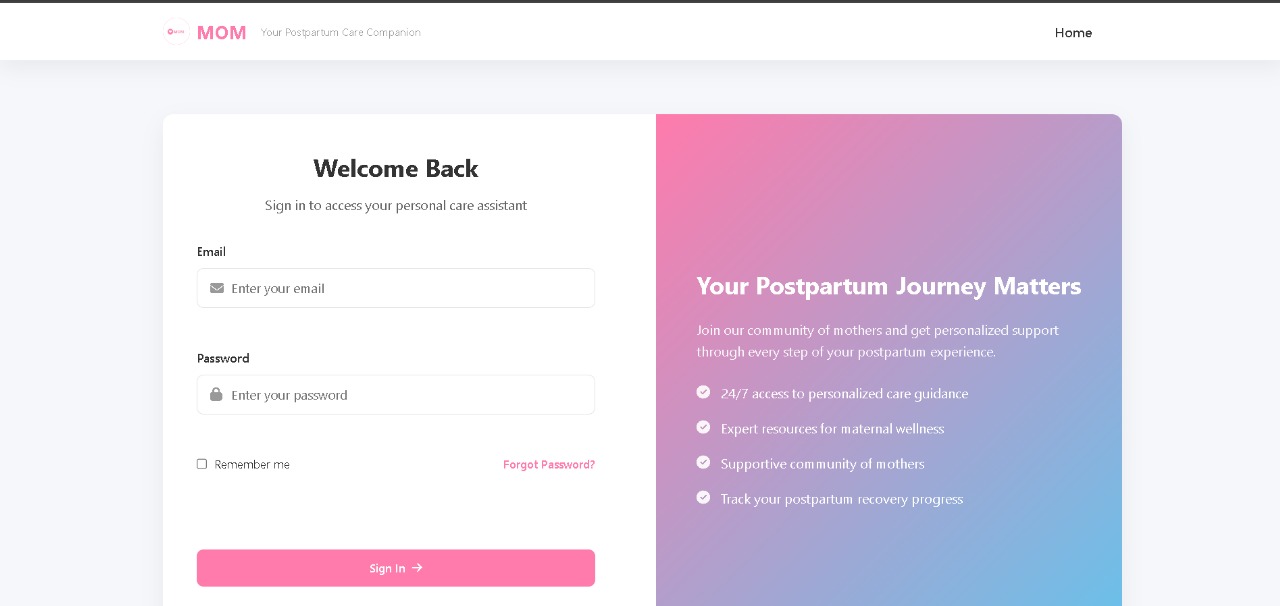 MOM
Your Postpartum Care Companion
Home
Welcome Back
Sign in to access your personal care assistant
Email
Enter your email
Password
Enter your password
Remember me
Forgot Password?
Sign In
Your Postpartum Journey Matters
Join our community of mothers and get personalized support
through every step of your postpartum experience.
24/7 access to personalized care guidance
Expert resources for maternal wellness
Supportive community of mothers
Track your postpartum recovery progress